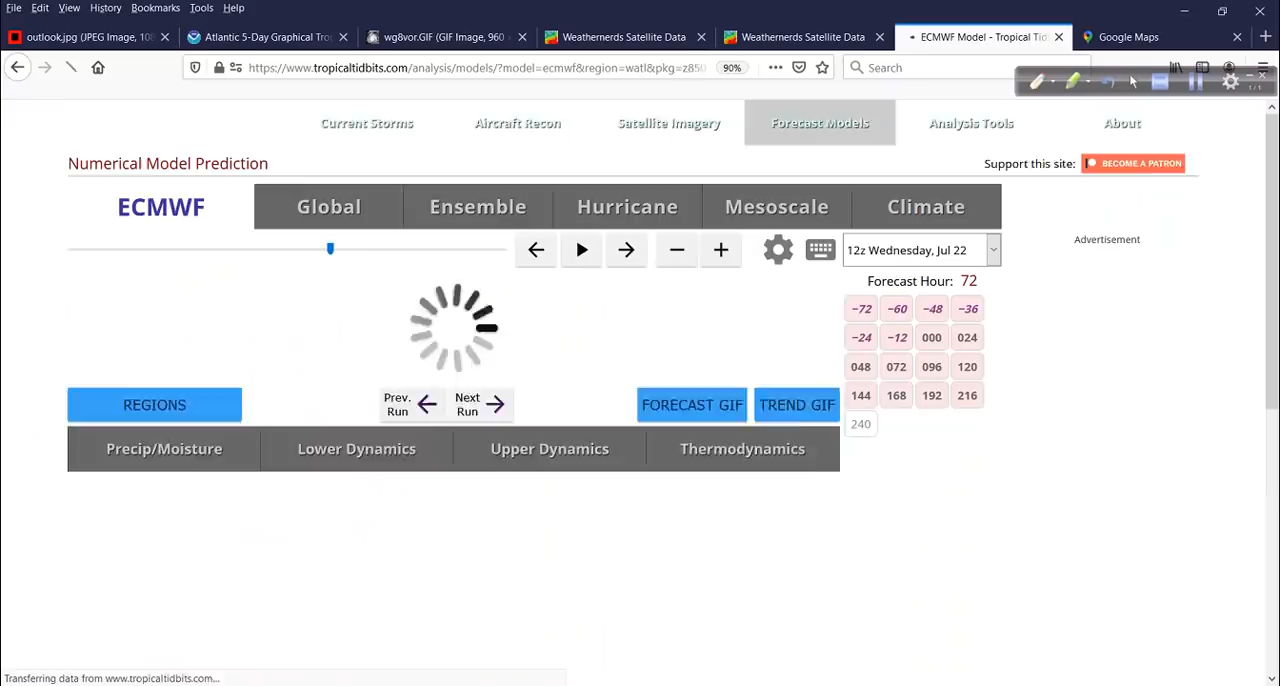 File Edit View History Bookmarks Tools Help
outlook.jpg (JPEG Image, 108
Atlantic 5-Day Graphical Tro
wg8vor.GIF (GIF Image, 960
Weathernerds Satellite Data
Weathernerds Satellite Data
ECMWF Model - Tropical Tid
Google Maps
https://www.tropicaltidbits.com/analysis/models/?model=ecmwf&region=watl&pkg=z850
90%
Search
1/1
Current Storms
Aircraft Recon
Satellite Imagery
Forecast Models
Analysis Tools
About
Numerical Model Prediction
Support this site:
BECOME A PATRON
ECMWF
Global
Ensemble
Hurricane
Mesoscale
Climate
Advertisement
12z Wednesday, Jul 22
Forecast Hour: 72
-72 -60 -48 -36
-24 -12 000 024
048 072 096 120
144 168 192 216
240
REGIONS
Prev. Run
Next Run
FORECAST GIF
TREND GIF
Precip/Moisture
Lower Dynamics
Upper Dynamics
Thermodynamics
Transferring data from www.tropicaltidbits.com...